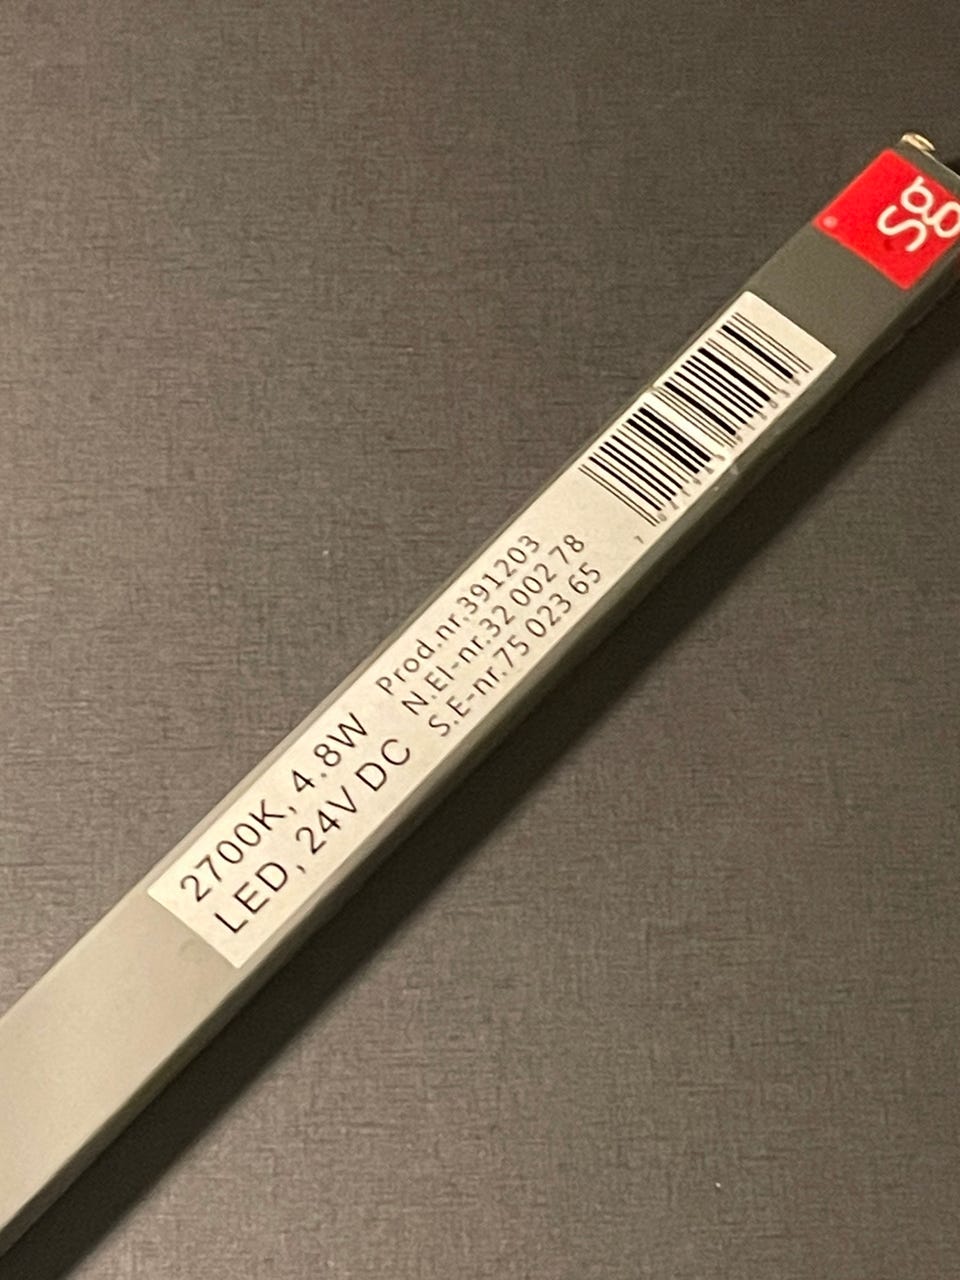 Sg
2700K, 4.8W
LED, 24V DC
Prod.nr.391203
N.El-nr.32 002 78
S.E-nr.75 023 65